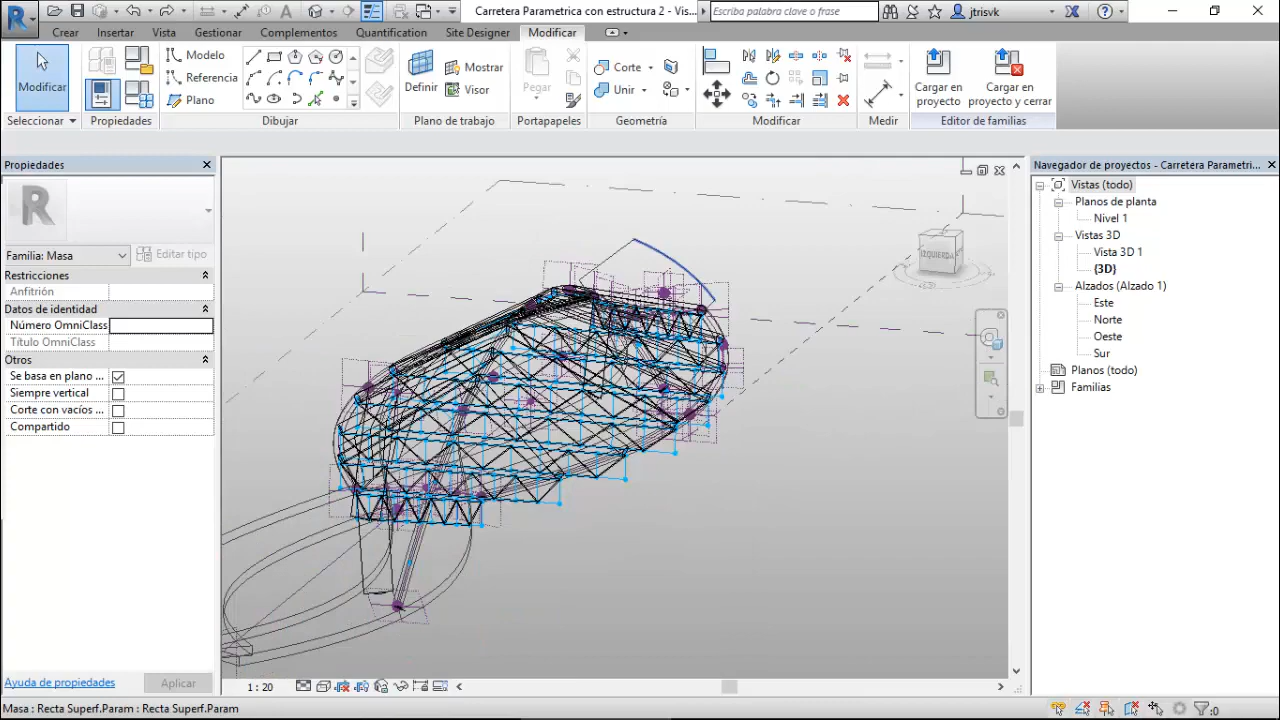 Carretera Parametrica con estructura 2 - Vis...
Escriba palabra clave o frase
jtrisvk
Crear
Insertar
Vista
Gestionar
Complementos
Quantification
Site Designer
Modificar
Modificar
Seleccionar
Propiedades
Modelo
Referencia
Plano
Dibujar
Definir
Mostrar
Visor
Plano de trabajo
Pegar
Portapapeles
Corte
Unir
Geometría
Modificar
Medir
Cargar en
proyecto
Cargar en
proyecto y cerrar
Editor de familias
Propiedades
Familia: Masa
Editar tipo
Restricciones
Anfitrión
Datos de identidad
Número OmniClass
Título OmniClass
Otros
Se basa en plano ...
Siempre vertical
Corte con vacíos ...
Compartido
Ayuda de propiedades
Aplicar
IZQUIERDA
1 : 20
Navegador de proyectos - Carretera Parametri...
Vistas (todo)
Planos de planta
Nivel 1
Vistas 3D
Vista 3D 1
{3D}
Alzados (Alzado 1)
Este
Norte
Oeste
Sur
Planos (todo)
Familias
Masa : Recta Superf.Param : Recta Superf.Param
:0